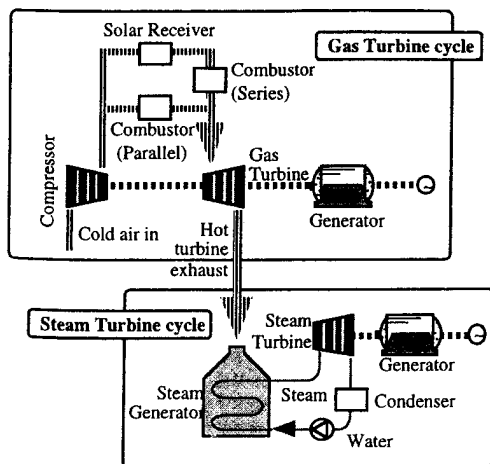 Solar Receiver
Gas Turbine cycle
Combustor
(Series)
Combustor
(Parallel)
Compressor
Gas
Turbine
Generator
Cold air in
Hot
turbine
exhaust
Steam Turbine cycle
Steam
Turbine
Generator
Steam
Generator
Steam
Condenser
Water